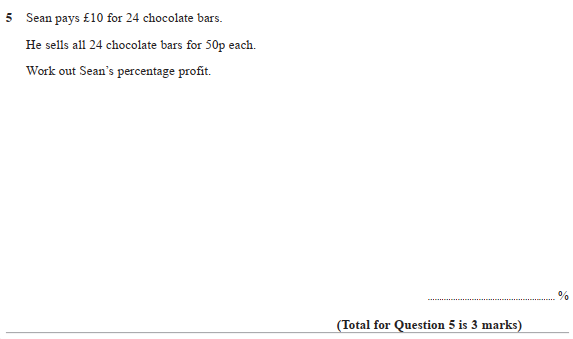 5 Sean pays £10 for 24 chocolate bars.
He sells all 24 chocolate bars for 50p each.
Work out Sean's percentage profit.
....................................................... %
(Total for Question 5 is 3 marks)